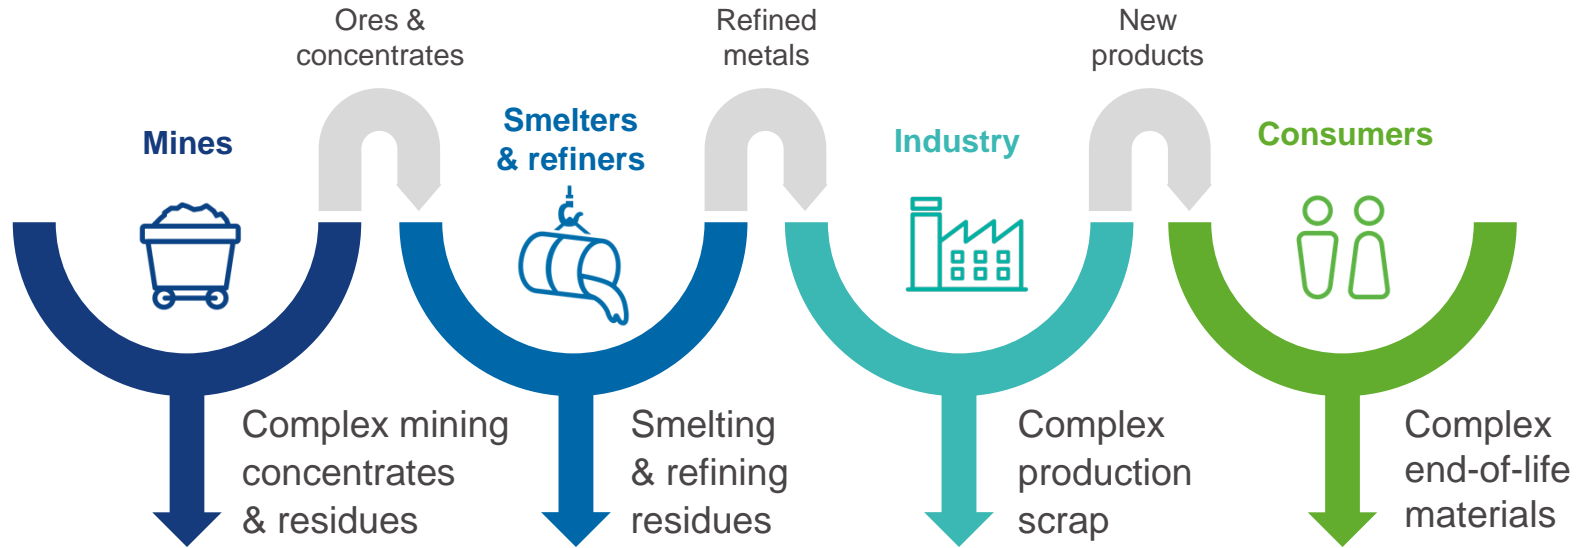 Ores &
concentrates
Refined
metals
New
products
Mines
Smelters
& refiners
Industry
Consumers
Complex mining
concentrates
& residues
Smelting
& refining
residues
Complex
production
scrap
Complex
end-of-life
materials